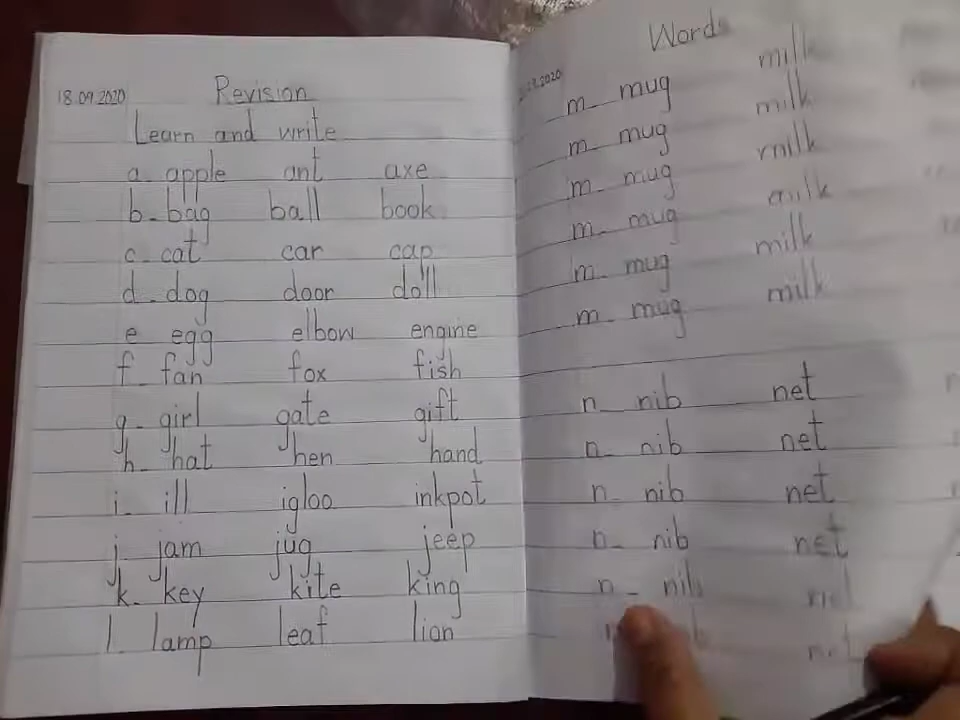 Revision
18.09.2020
Learn and write
a apple ant axe
b- bag ball book
c- cat car cap
d- dog door doll
e egg elbow engine
f- fan fox fish
g- girl gate gift
h- hat hen hand
i- ill igloo inkpot
j- jam jug jeep
k- key kite king
l lamp leaf lion
Words
m- mug milk
m- mug milk
m- mug milk
m- mug milk
m- mug milk
m- mug milk
n- nib net
n- nib net
n- nib net
n- nib net
n- nib
net